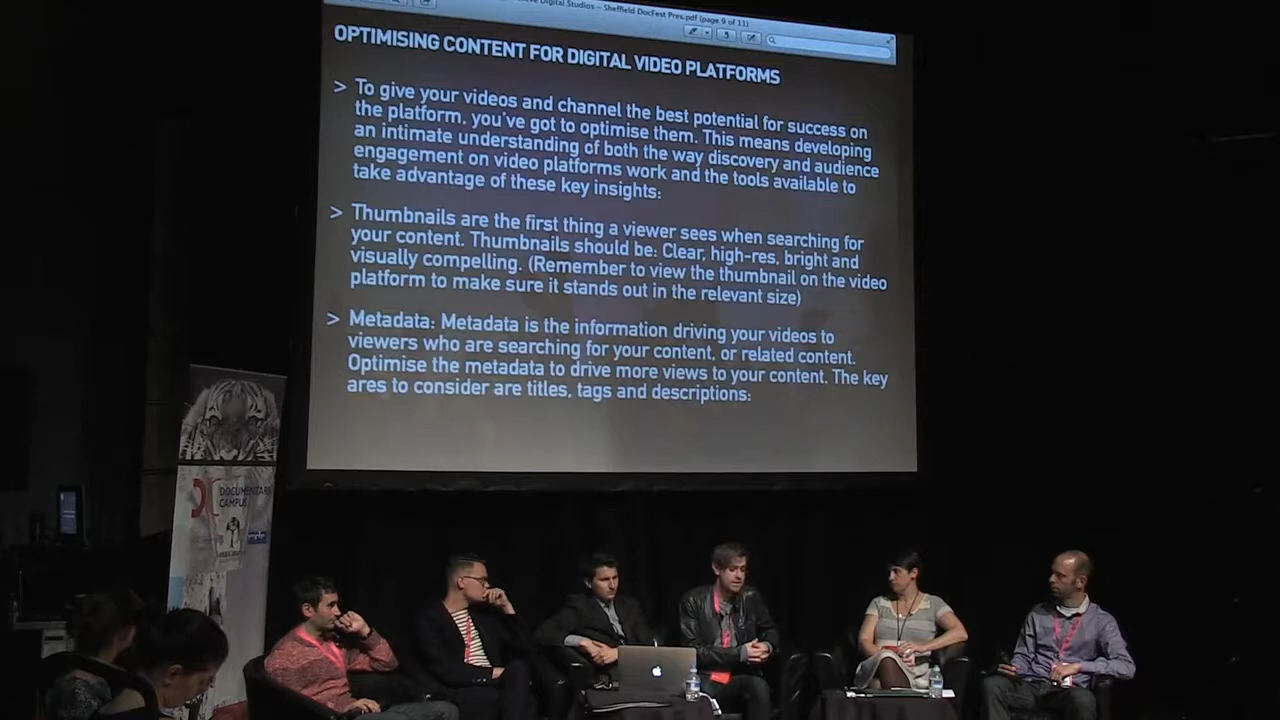 Digital Studios – Sheffield DocFest Pres.pdf (page 9 of 11)
OPTIMISING CONTENT FOR DIGITAL VIDEO PLATFORMS
> To give your videos and channel the best potential for success on
the platform, you've got to optimise them. This means developing
an intimate understanding of both the way discovery and audience
engagement on video platforms work and the tools available to
take advantage of these key insights:
> Thumbnails are the first thing a viewer sees when searching for
your content. Thumbnails should be: Clear, high-res, bright and
visually compelling. (Remember to view the thumbnail on the video
platform to make sure it stands out in the relevant size)
> Metadata: Metadata is the information driving your videos to
viewers who are searching for your content, or related content.
Optimise the metadata to drive more views to your content. The key
ares to consider are titles, tags and descriptions:
DOCUMENTARY
CAMPUS